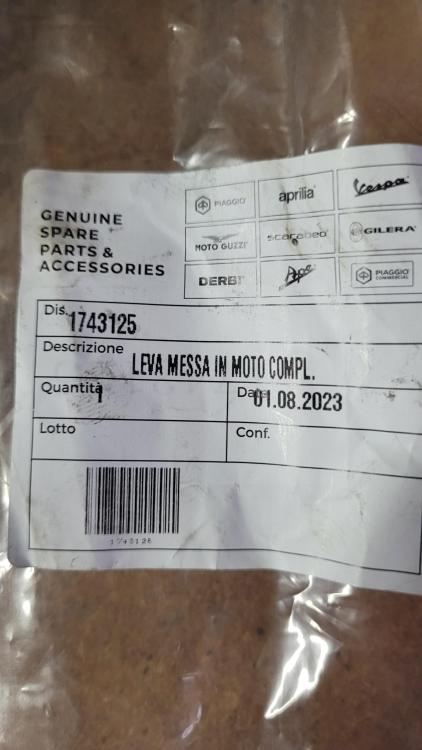 GENUINE
SPARE
PARTS &
ACCESSORIES
PIAGGIO
aprilia
Vespa
MOTO GUZZI
scarabeo
GILERA
DERBI
Ape
PIAGGIO
COMMERCIAL
Dis. 1743125
Descrizione
LEVA MESSA IN MOTO COMPL.
Quantità 1
Data 01.08.2023
Lotto
Conf.